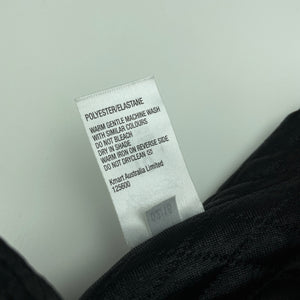 POLYESTER/ELASTANE
WARM GENTLE MACHINE WASH
WITH SIMILAR COLOURS
DO NOT BLEACH
DRY IN SHADE
WARM IRON ON REVERSE SIDE
DO NOT DRYCLEAN
Kmart Australia Limited
125600